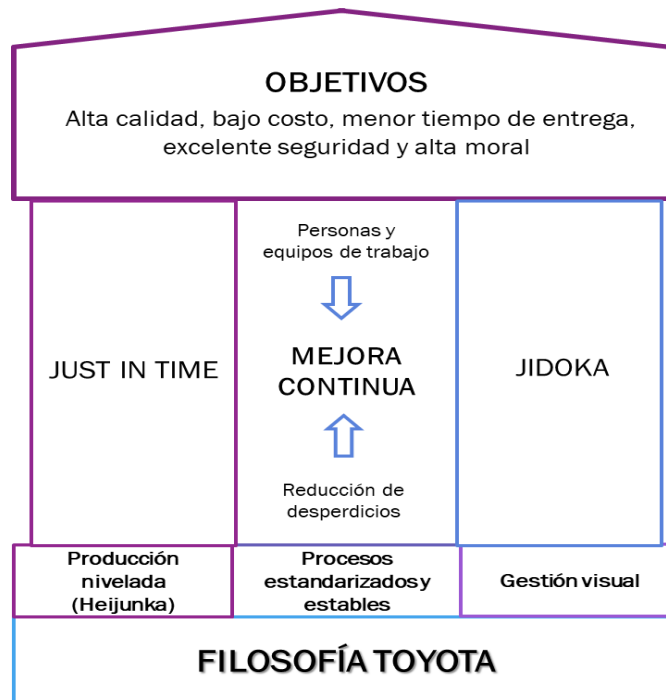 OBJETIVOS
Alta calidad, bajo costo, menor tiempo de entrega,
excelente seguridad y alta moral
JUST IN TIME
Personas y
equipos de trabajo
MEJORA
CONTINUA
Reducción de
desperdicios
JIDOKA
Producción
nivelada
(Heijunka)
Procesos
estandarizados y
estables
Gestión visual
FILOSOFÍA TOYOTA